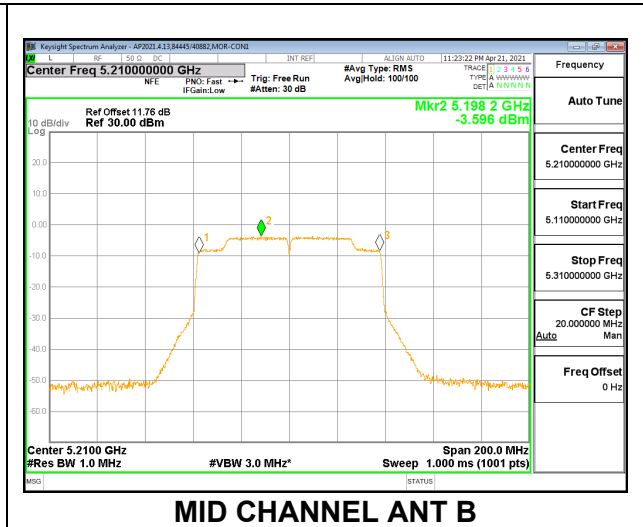 Keysight Spectrum Analyzer - AP2021.4.13,84445/40882,MOR-CON1
L RF 50 Ω DC INT REF ALIGN AUTO 11:23:22 PM Apr 21, 2021
Center Freq 5.210000000 GHz
NFE PNO: Fast IFGain:Low
Trig: Free Run #Atten: 30 dB
#Avg Type: RMS Avg|Hold: 100/100
TRACE 1 2 3 4 5 6
TYPE A WWWWW
DET A N N N N N
Frequency
Mkr2 5.198 2 GHz
-3.596 dBm
Ref Offset 11.76 dB
10 dB/div Ref 30.00 dBm
Log
20.0
10.0
0.00
-10.0
-20.0
-30.0
-40.0
-50.0
-60.0
1
2
3
Center 5.2100 GHz Span 200.0 MHz
#Res BW 1.0 MHz #VBW 3.0 MHz* Sweep 1.000 ms (1001 pts)
MSG STATUS
Auto Tune
Center Freq
5.210000000 GHz
Start Freq
5.110000000 GHz
Stop Freq
5.310000000 GHz
CF Step
20.000000 MHz
Auto Man
Freq Offset
0 Hz
MID CHANNEL ANT B